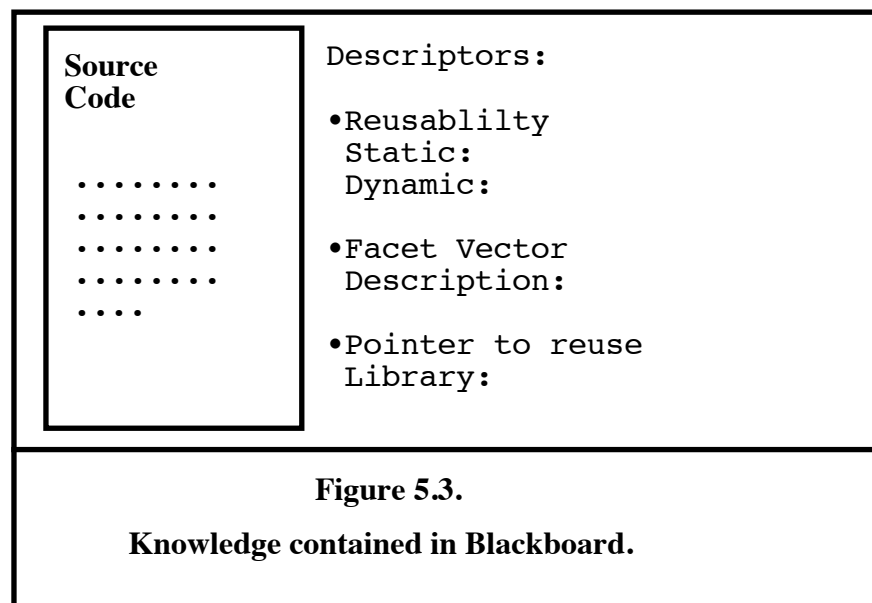 Source
Code
........
........
........
........
....
Descriptors:
•Reusablilty
Static:
Dynamic:
•Facet Vector
Description:
•Pointer to reuse
Library:
Figure 5.3.
Knowledge contained in Blackboard.